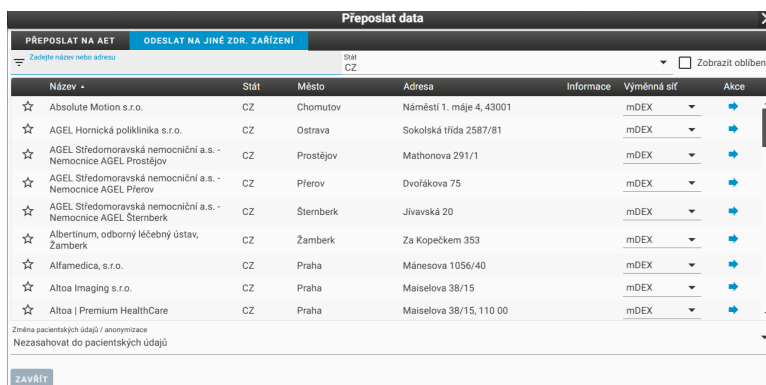 Přeposlat data
PŘEPOSLAT NA AET ODESLAT NA JINÉ ZDR. ZAŘÍZENÍ
Zadejte název nebo adresu Stát
CZ Zobrazit oblíben
Název Stát Město Adresa Informace Výměnná síť Akce
Absolute Motion s.r.o. CZ Chomutov Náměstí 1. máje 4, 43001 mDEX
AGEL Hornická poliklinika s.r.o. CZ Ostrava Sokolská třída 2587/81 mDEX
AGEL Středomoravská nemocniční a.s. -
Nemocnice AGEL Prostějov CZ Prostějov Mathonova 291/1 mDEX
AGEL Středomoravská nemocniční a.s. -
Nemocnice AGEL Přerov CZ Přerov Dvořákova 75 mDEX
AGEL Středomoravská nemocniční a.s. -
Nemocnice AGEL Šternberk CZ Šternberk Jívavská 20 mDEX
Albertinum, odborný léčebný ústav,
Žamberk CZ Žamberk Za Kopečkem 353 mDEX
Alfamedica, s.r.o. CZ Praha Mánesova 1056/40 mDEX
Altoa Imaging s.r.o. CZ Praha Maiselova 38/15 mDEX
Altoa | Premium HealthCare CZ Praha Maiselova 38/15, 110 00 mDEX
Změna pacientských údajů / anonymizace
Nezasahovat do pacientských údajů
ZAVŘÍT